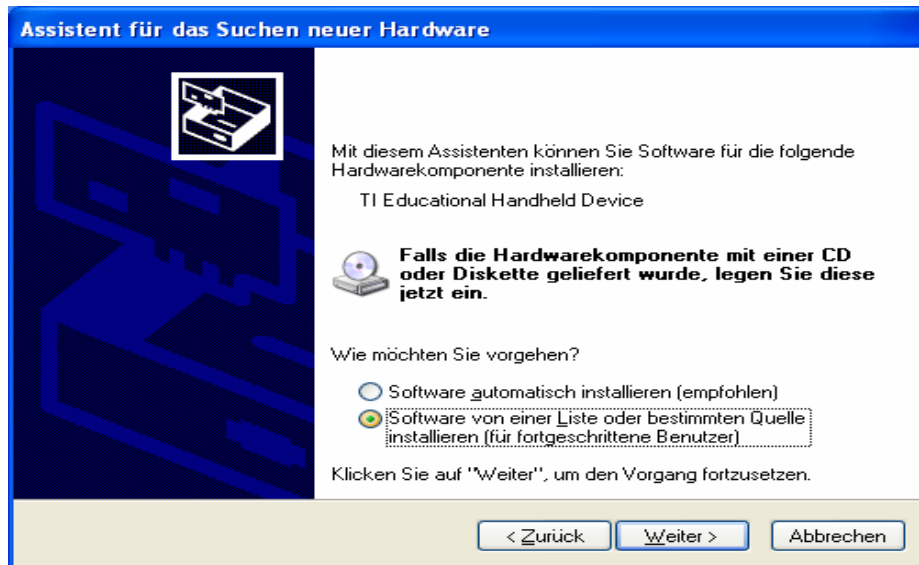 Assistent für das Suchen neuer Hardware
Mit diesem Assistenten können Sie Software für die folgende
Hardwarekomponente installieren:
TI Educational Handheld Device
Falls die Hardwarekomponente mit einer CD
oder Diskette geliefert wurde, legen Sie diese
jetzt ein.
Wie möchten Sie vorgehen?
Software automatisch installieren (empfohlen)
Software von einer Liste oder bestimmten Quelle
installieren (für fortgeschrittene Benutzer)
Klicken Sie auf "Weiter", um den Vorgang fortzusetzen.
< Zurück Weiter > Abbrechen